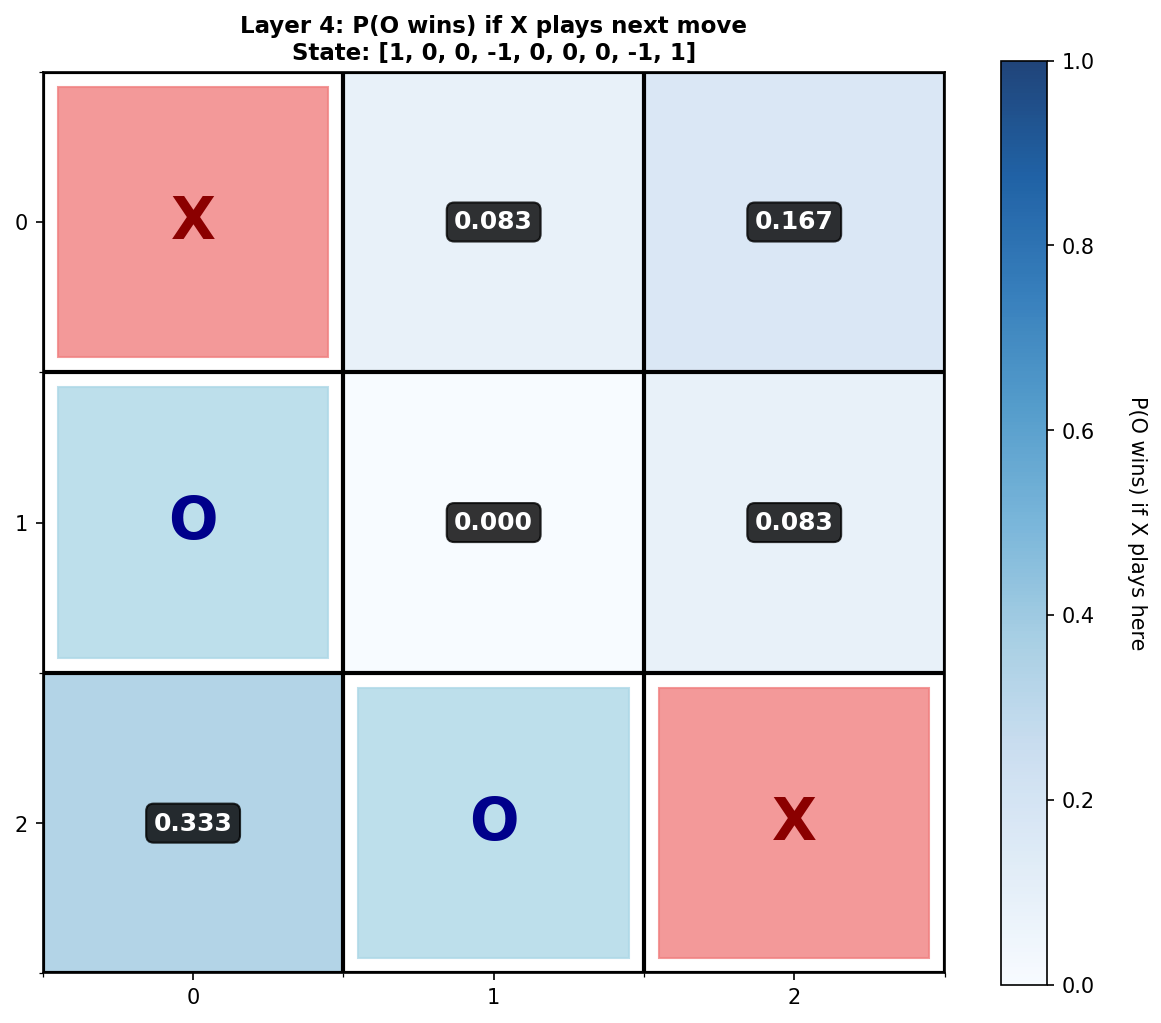 Layer 4: P(O wins) if X plays next move
State: [1, 0, 0, -1, 0, 0, 0, -1, 1]
0
X
0.083
0.167
1
O
0.000
0.083
2
0.333
O
X
0
1
2
1.0
0.8
0.6
0.4
0.2
0.0
P(O wins) if X plays here